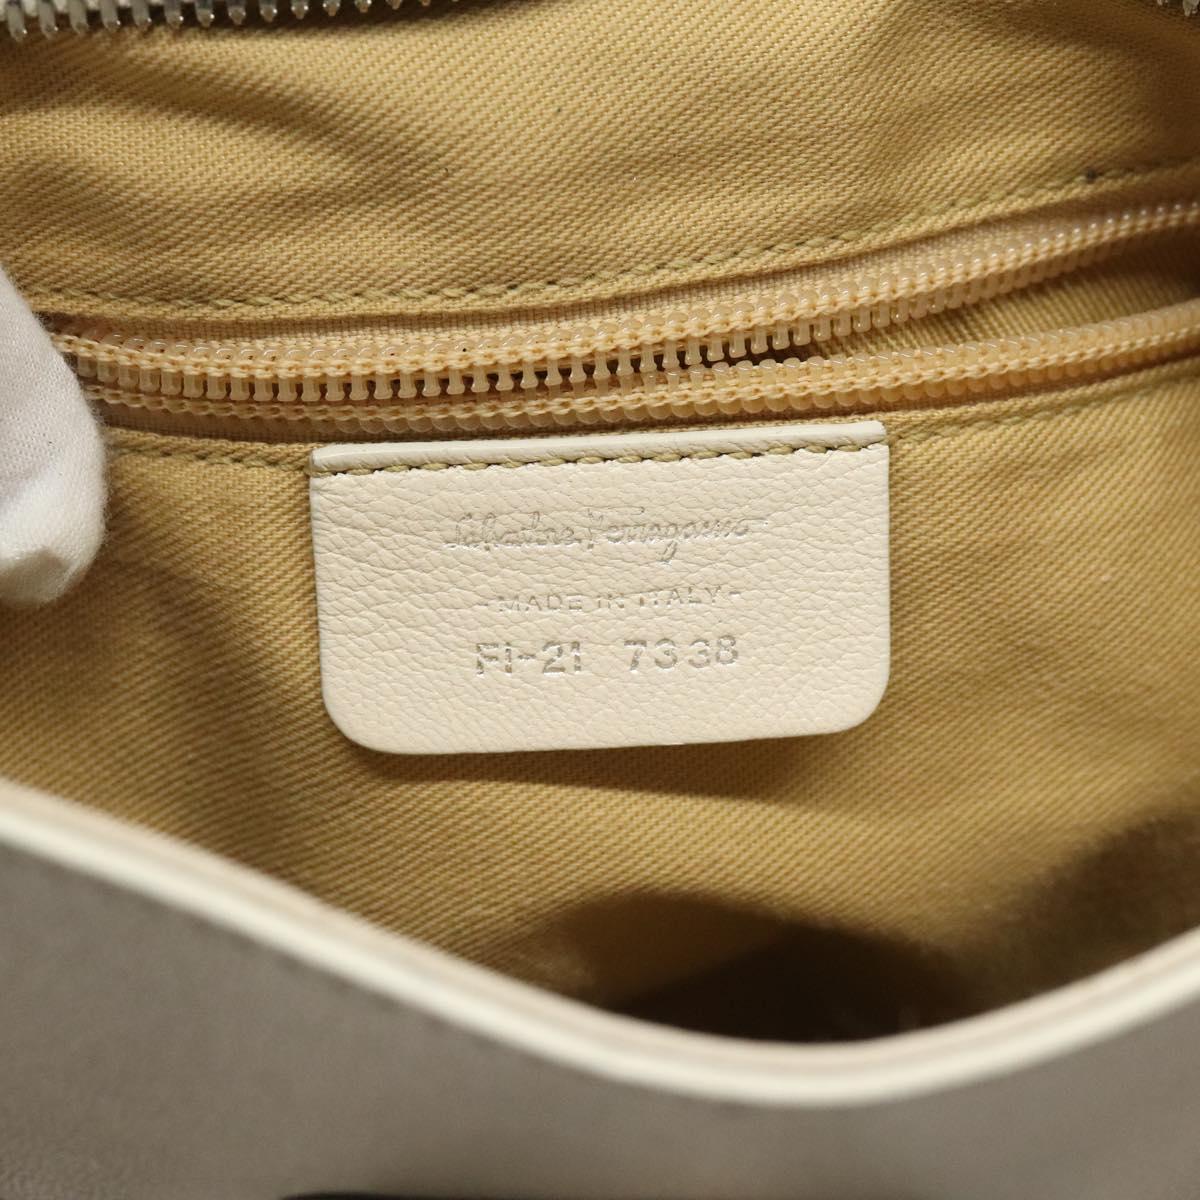 Salvatore Ferragamo
-MADE IN ITALY-
FI-21 7338